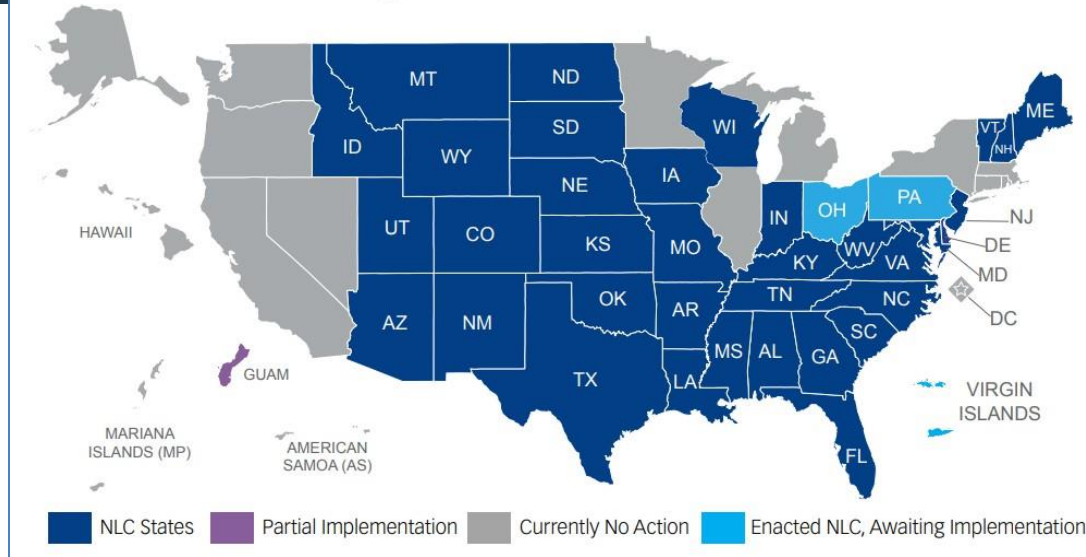 MT
ND
ME
VT
NH
ID
SD
WI
WY
IA
NE
PA
OH
IN
NJ
UT
CO
HAWAII
KS
MO
WV
DE
KY
VA
MD
OK
TN
NC
AZ
NM
AR
DC
SC
MS
AL
GA
GUAM
TX
LA
VIRGIN
ISLANDS
MARIANA
ISLANDS (MP)
AMERICAN
SAMOA (AS)
FL
NLC States
Partial Implementation
Currently No Action
Enacted NLC, Awaiting Implementation